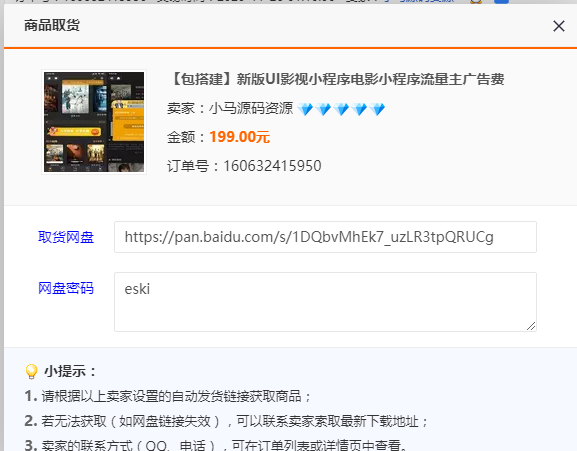 商品取货
【包搭建】新版UI影视小程序电影小程序流量主广告费
卖家：小马源码资源
金额：199.00元
订单号：160632415950
取货网盘 https://pan.baidu.com/s/1DQbvMhEk7_uzLR3tpQRUCg
网盘密码 eski
小提示：
1. 请根据以上卖家设置的自动发货链接获取商品；
2. 若无法获取（如网盘链接失效），可以联系卖家索取最新下载地址；
3. 卖家的联系方式（QQ、电话），可在订单列表或详情页中查看。